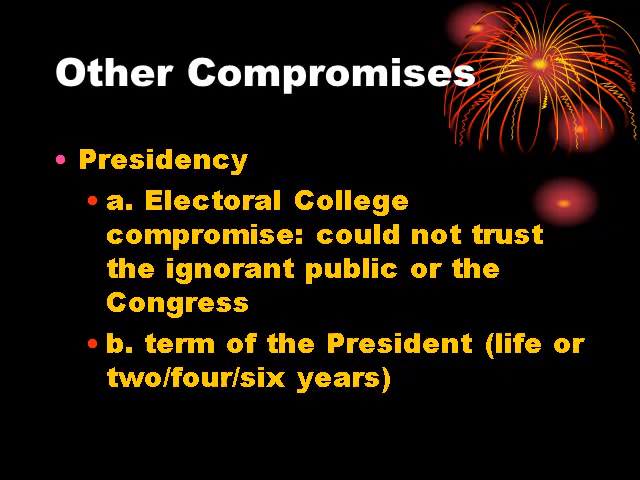 Other Compromises
• Presidency
• a. Electoral College
compromise: could not trust
the ignorant public or the
Congress
• b. term of the President (life or
two/four/six years)